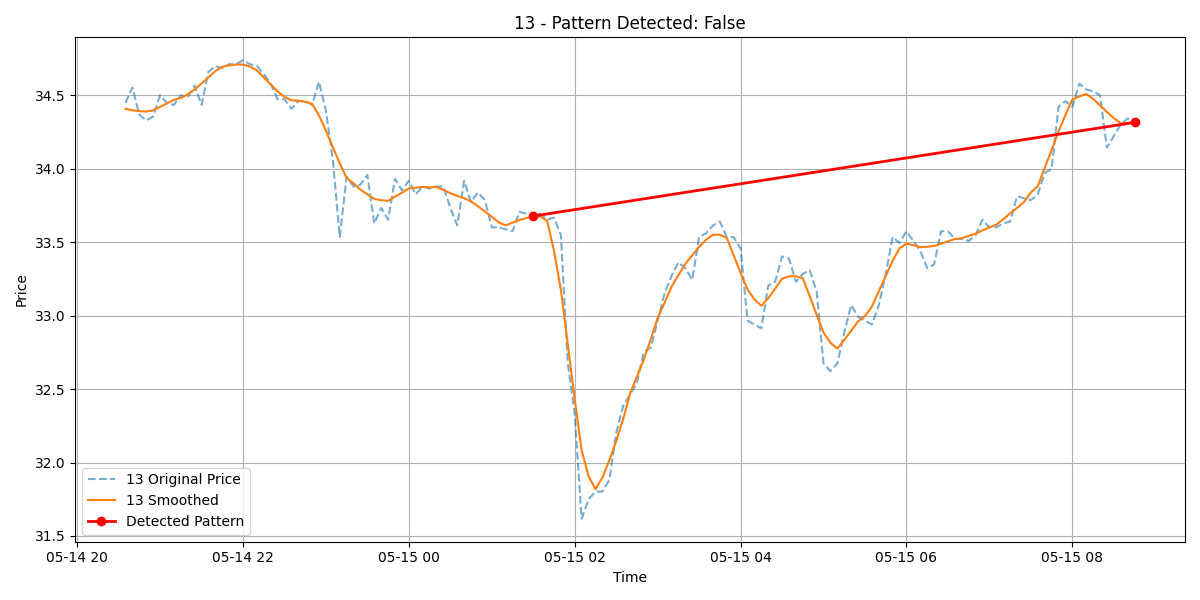 13 - Pattern Detected: False
Price
34.5
34.0
33.5
33.0
32.5
32.0
31.5
13 Original Price
13 Smoothed
Detected Pattern
05-14 20 05-14 22 05-15 00 05-15 02 05-15 04 05-15 06 05-15 08
Time